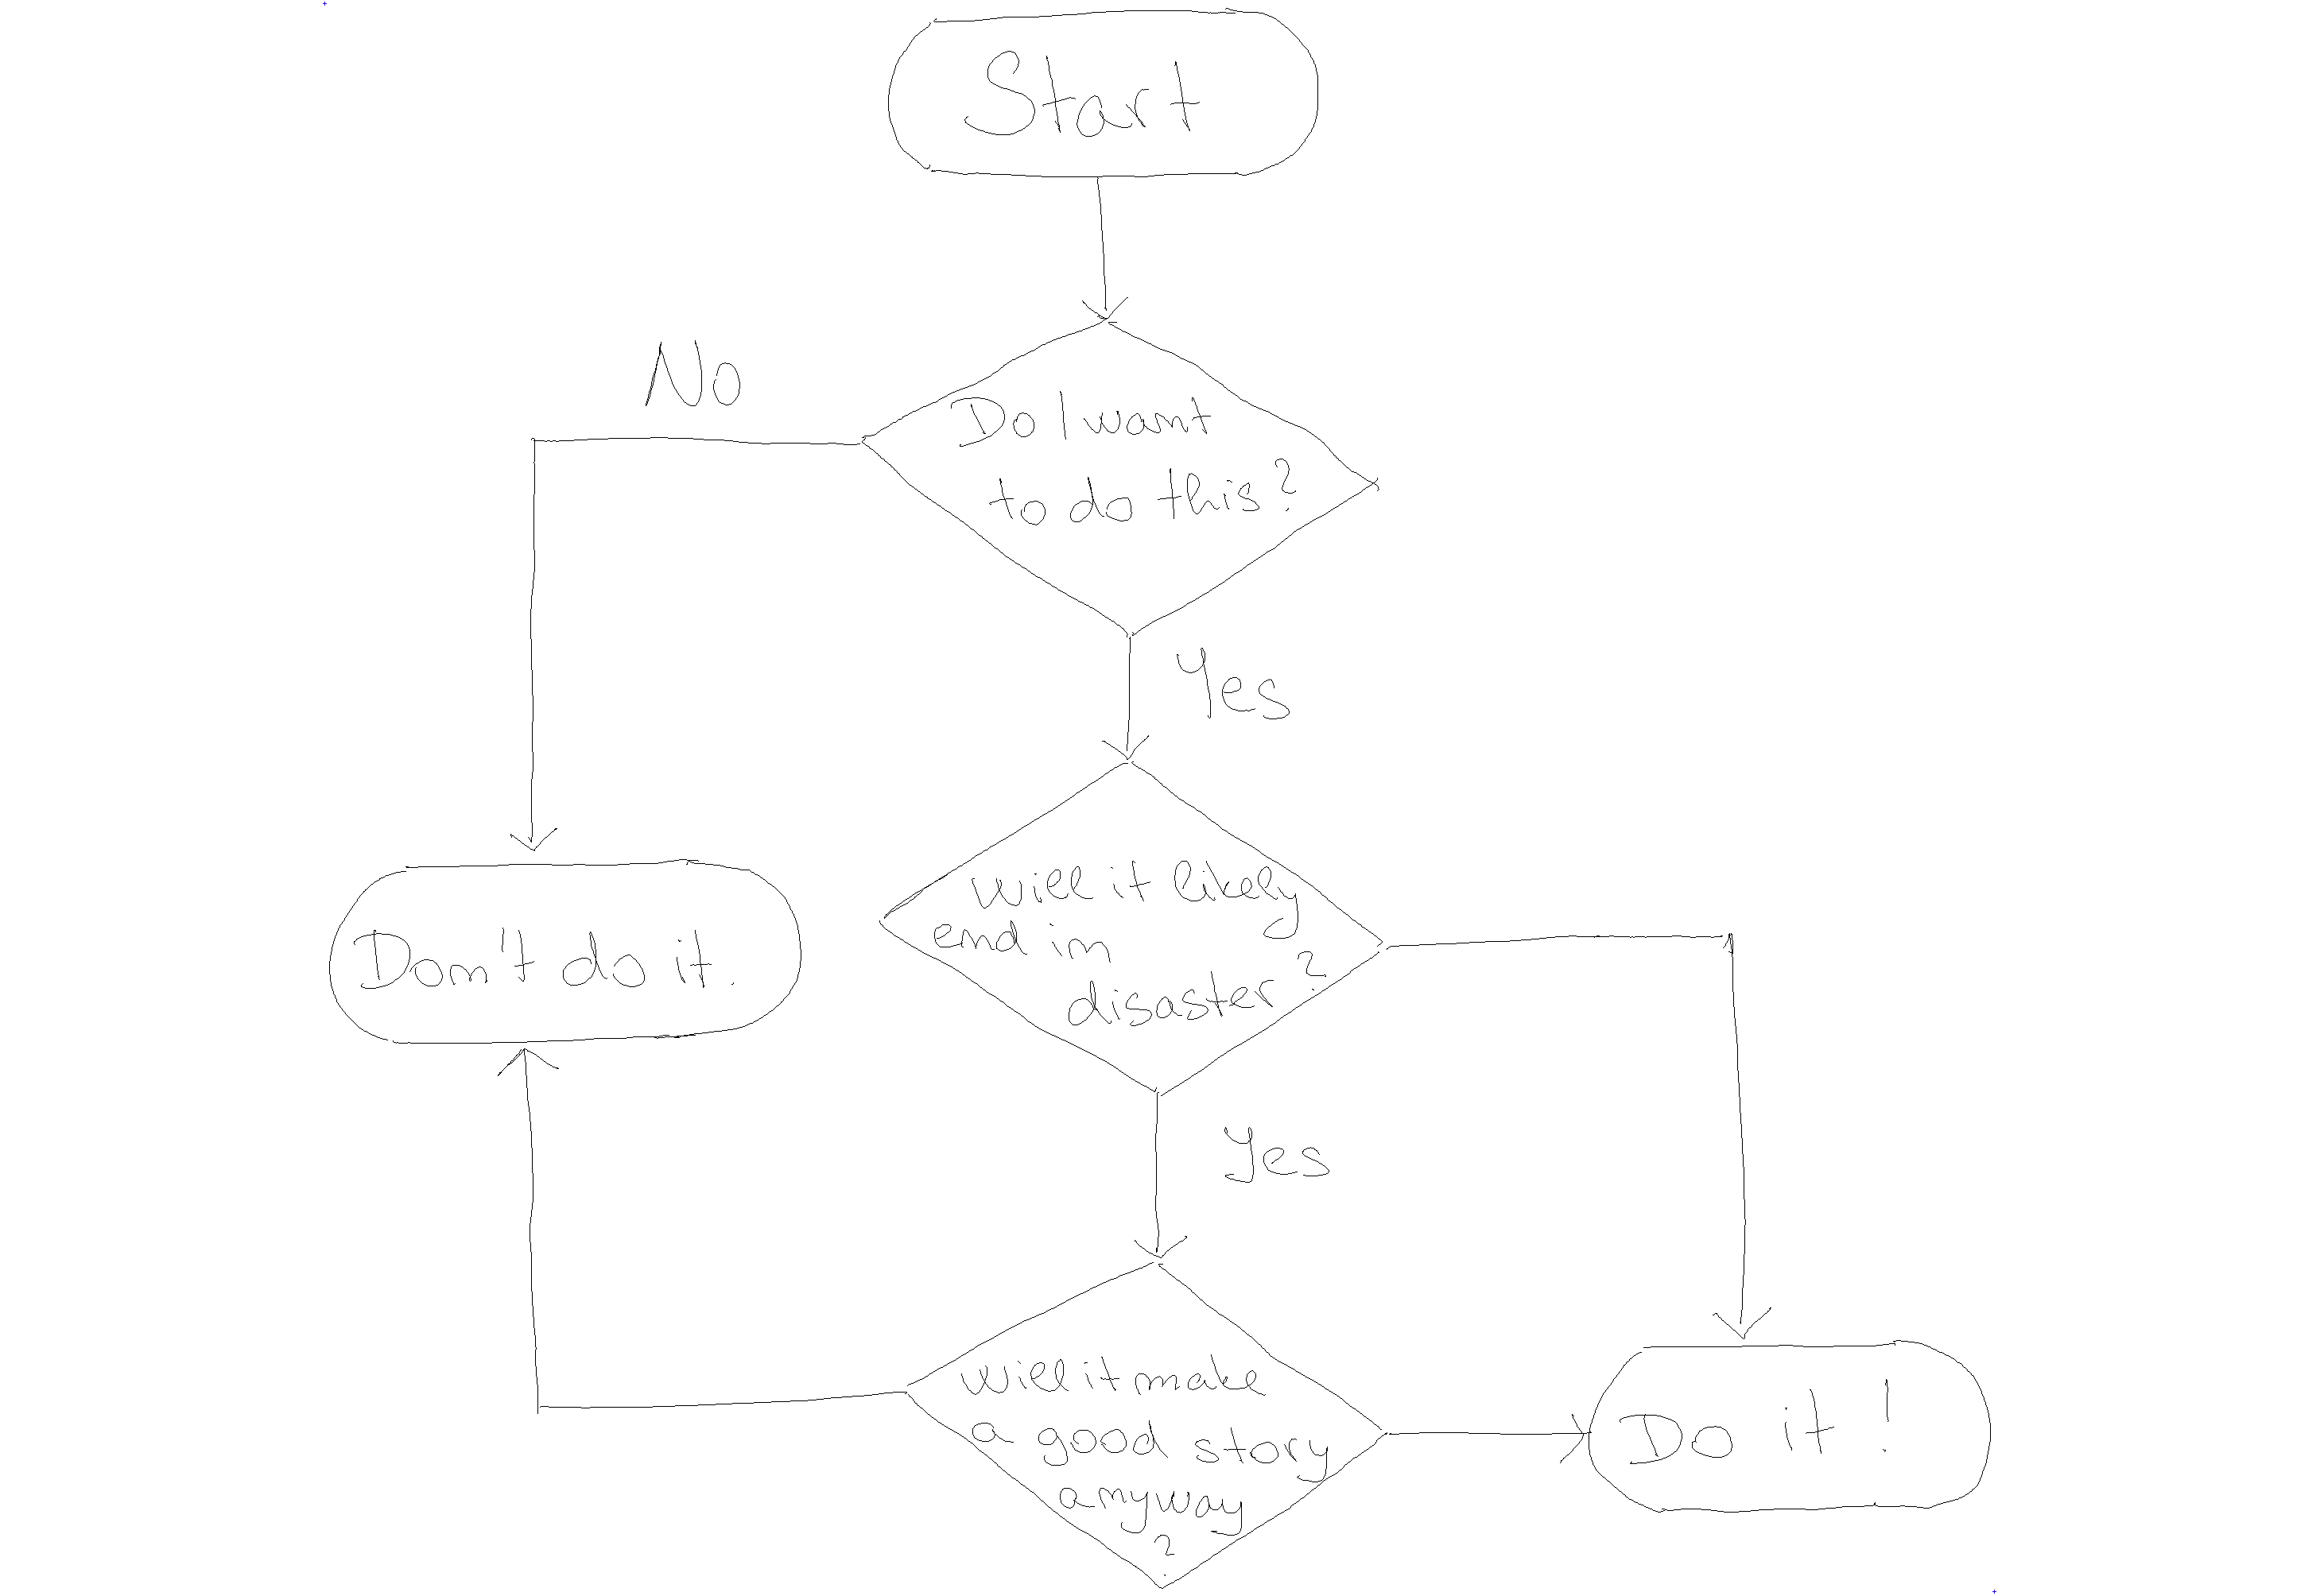 Start
No
Do I want
to do this?
Yes
Will it likely
end in
disaster?
Don't do it.
Yes
Will it make
a good story
anyway
?
Do it!